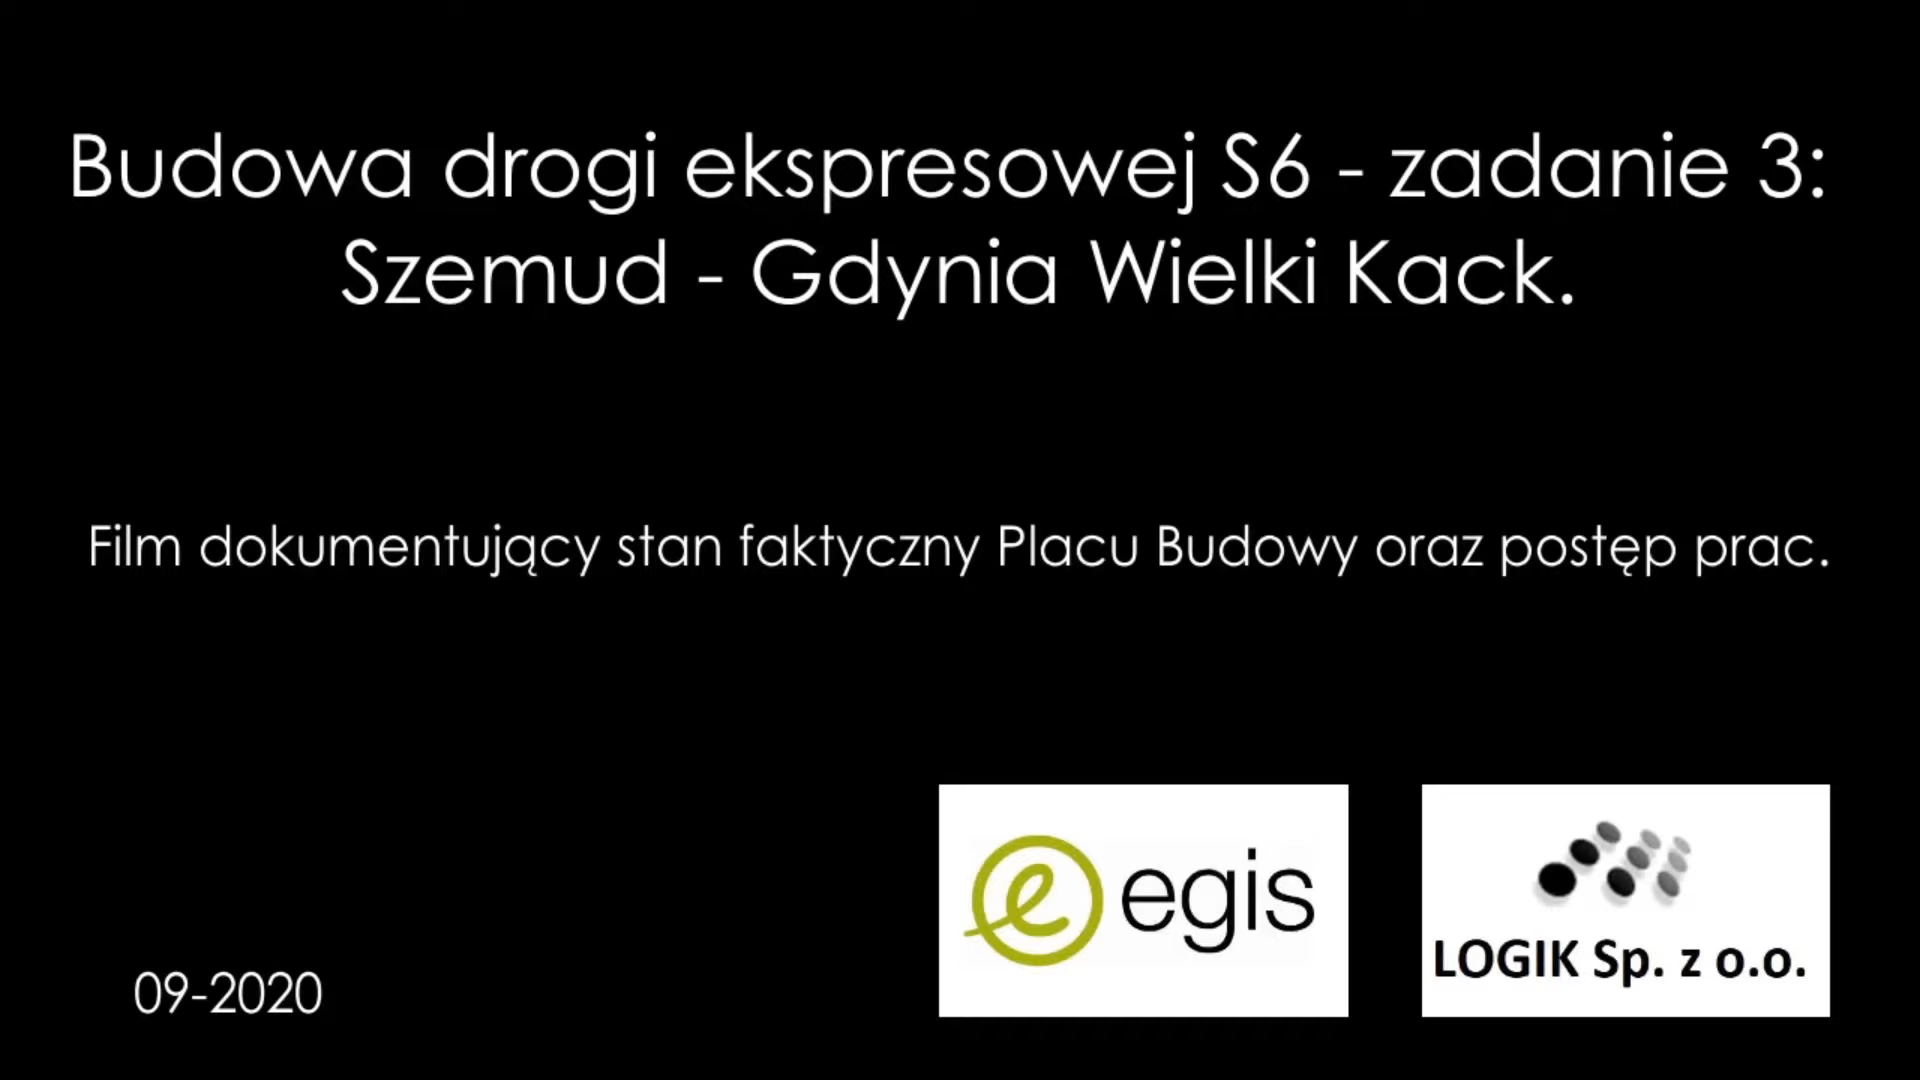 Budowa drogi ekspresowej S6 - zadanie 3:
Szemud - Gdynia Wielki Kack.
Film dokumentujący stan faktyczny Placu Budowy oraz postęp prac.
e egis
LOGIK Sp. z o.o.
09-2020